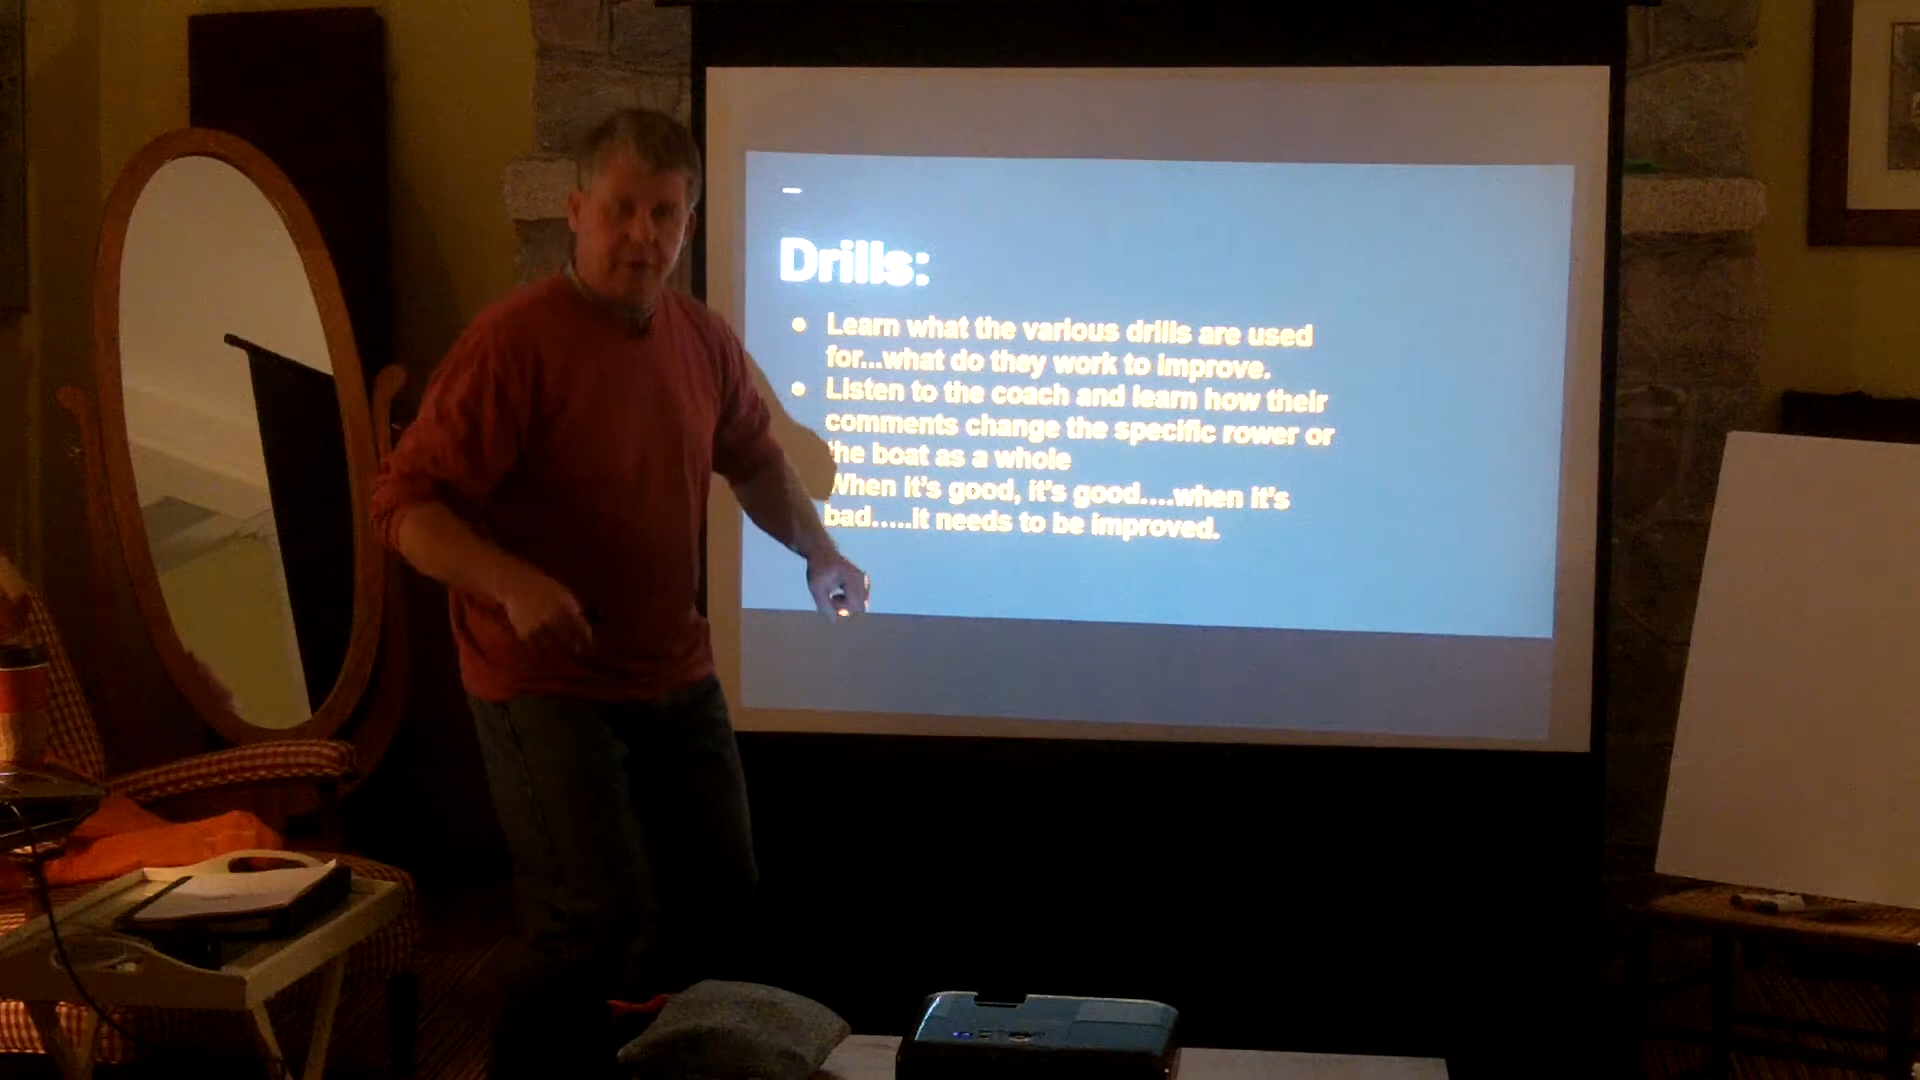 Drills:
● Learn what the various drills are used
for...what do they work to improve.
● Listen to the coach and learn how their
comments change the specific rower or
the boat as a whole
When it's good, it's good....when it's
bad.....it needs to be improved.